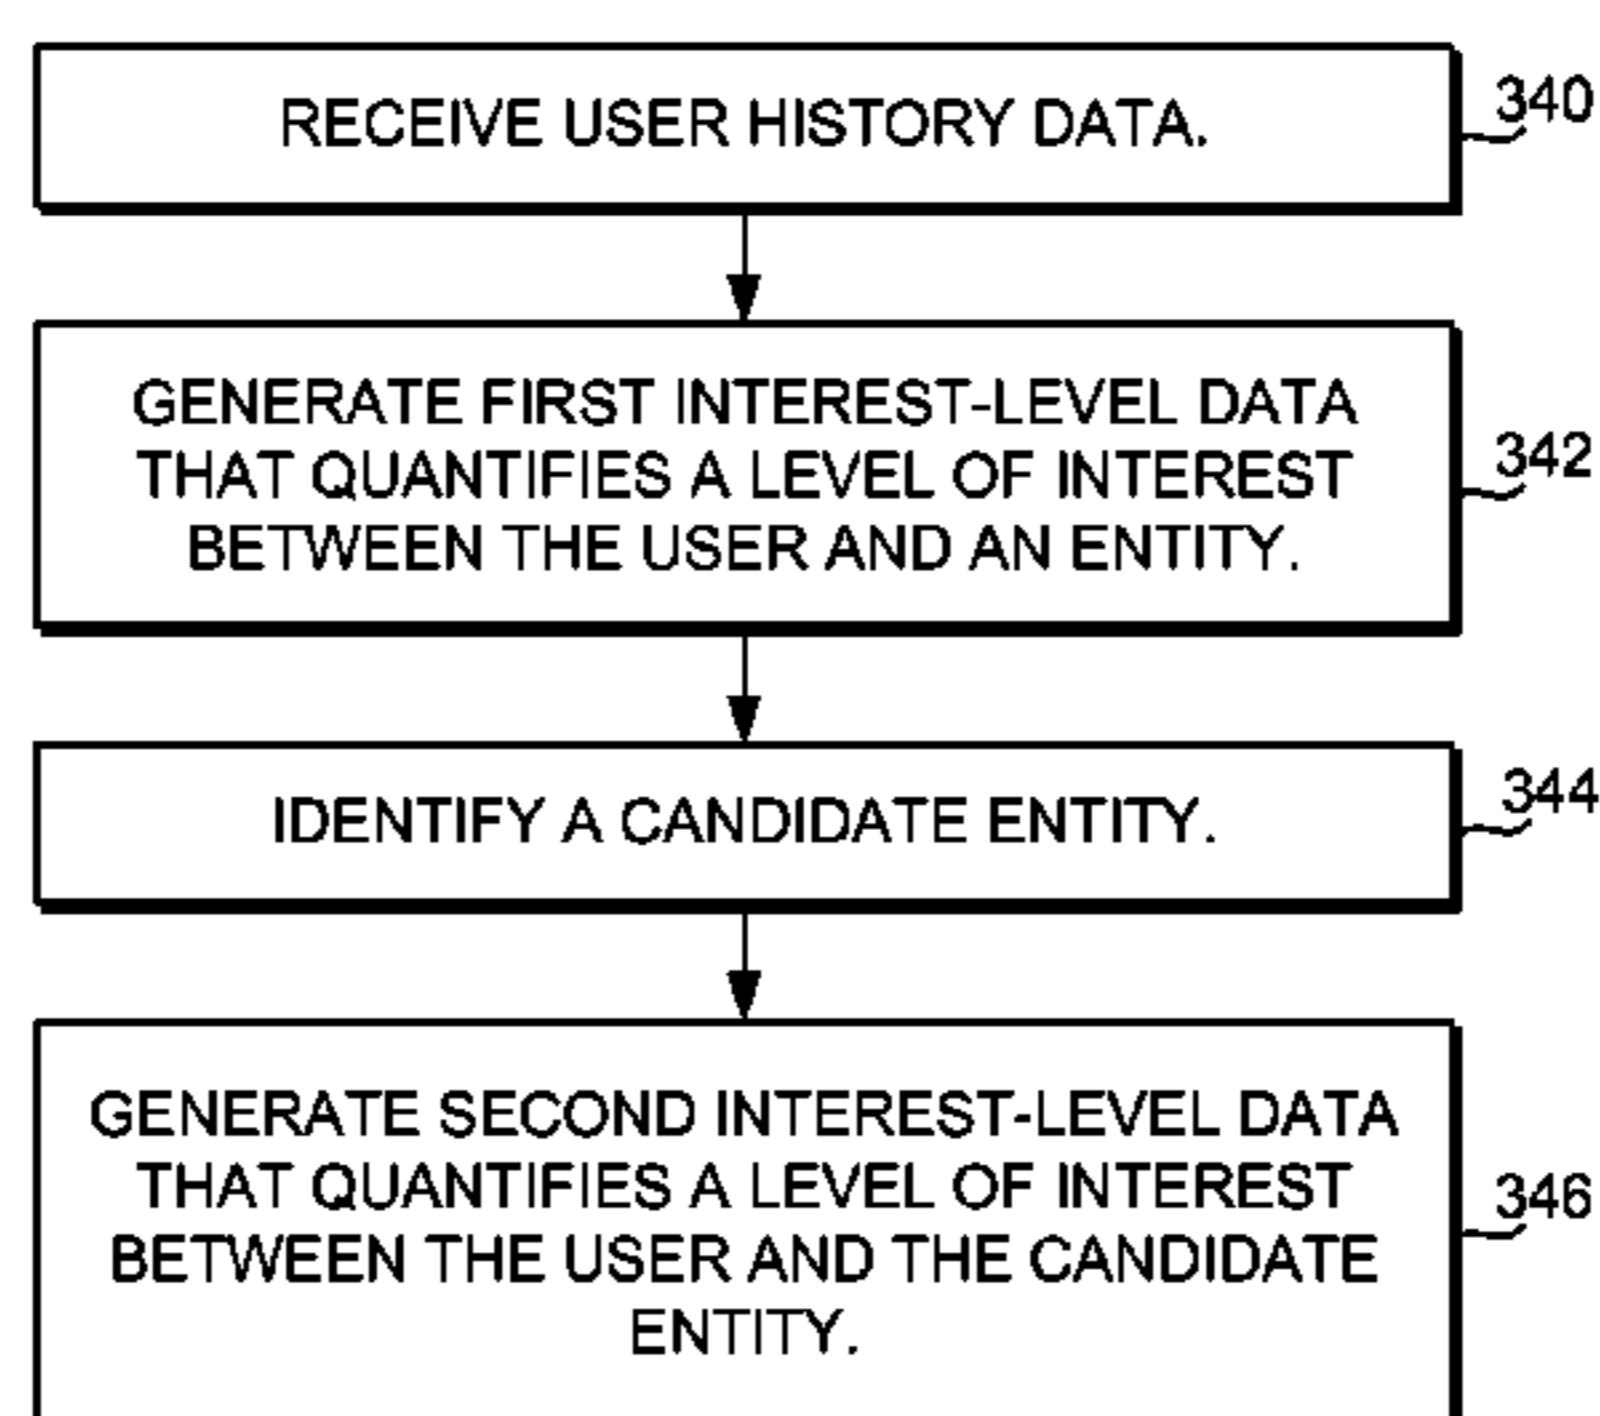 RECEIVE USER HISTORY DATA.
340
GENERATE FIRST INTEREST-LEVEL DATA
THAT QUANTIFIES A LEVEL OF INTEREST
BETWEEN THE USER AND AN ENTITY.
342
IDENTIFY A CANDIDATE ENTITY.
344
GENERATE SECOND INTEREST-LEVEL DATA
THAT QUANTIFIES A LEVEL OF INTEREST
BETWEEN THE USER AND THE CANDIDATE
ENTITY.
346